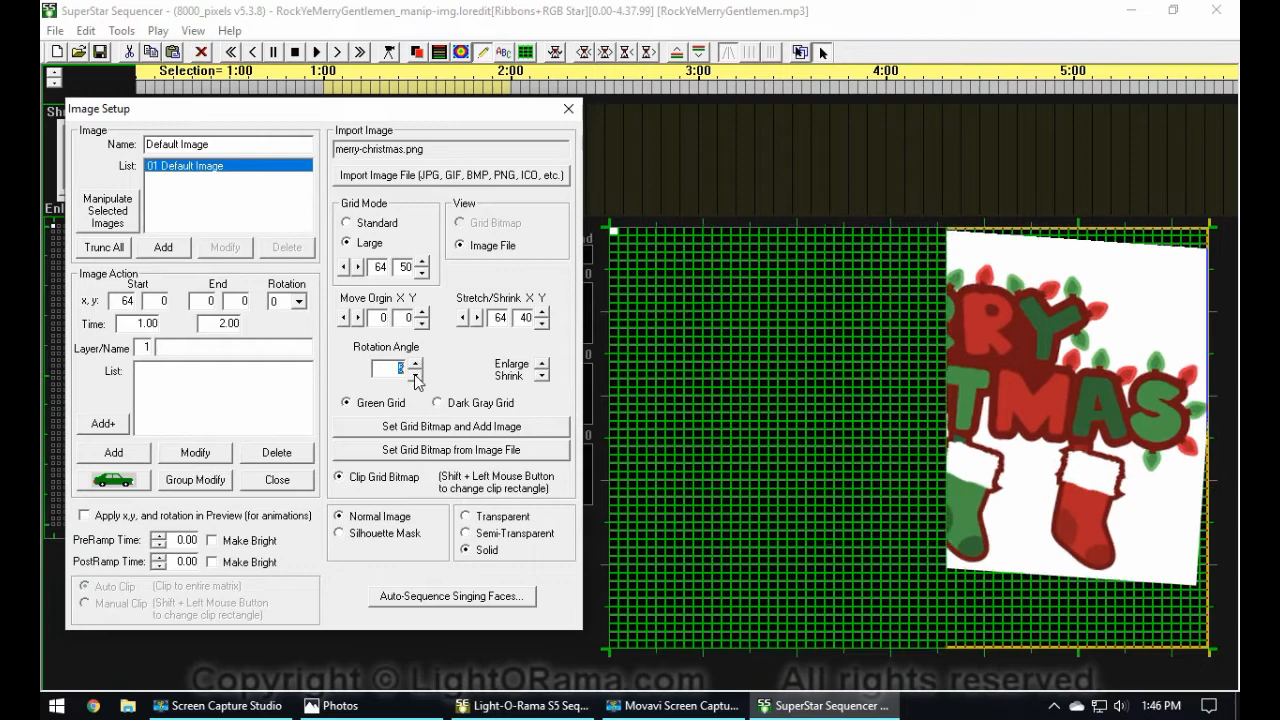 SuperStar Sequencer - (8000_pixels v5.3.8) - RockYeMerryGentlemen_manip-img.loredit[Ribbons+RGB Star][0.00-4.37.99] [RockYeMerryGentlemen.mp3]
File Edit Tools Play View Help
Selection= 1:00 1:00 2:00 3:00 4:00 5:00
Image Setup
Image
Name: Default Image
List: 01 Default Image
Manipulate
Selected
Images
Trunc All Add Modify Delete
Image Action
Start End Rotation
x, y: 64 0 0 0 0
Time: 1.00 2.00
Layer/Name 1
List:
Add+
Add Modify Delete
Group Modify Close
Apply x,y, and rotation in Preview (for animations)
PreRamp Time: 0.00 Make Bright
PostRamp Time: 0.00 Make Bright
Auto Clip (Clip to entire matrix)
Manual Clip (Shift + Left Mouse Button
to change clip rectangle)
Import Image
merry-christmas.png
Import Image File (JPG, GIF, BMP, PNG, ICO, etc.)
Grid Mode View
Standard Grid Bitmap
Large Image File
64 50
Move Orgin X Y Stretch/Shrink X Y
0 0 64 40
Rotation Angle
Enlarge
Shrink
Green Grid Dark Gray Grid
Set Grid Bitmap and Add Image
Set Grid Bitmap from Image File
Clip Grid Bitmap (Shift + Left Mouse Button
to change clip rectangle)
Normal Image Transparent
Silhouette Mask Semi-Transparent
Solid
Auto-Sequence Singing Faces...
RY
TMAS
Copyright © LightORama.com All rights reserved
Screen Capture Studio Photos Light-O-Rama S5 Seq... Movavi Screen Captu... SuperStar Sequencer ... 1:46 PM